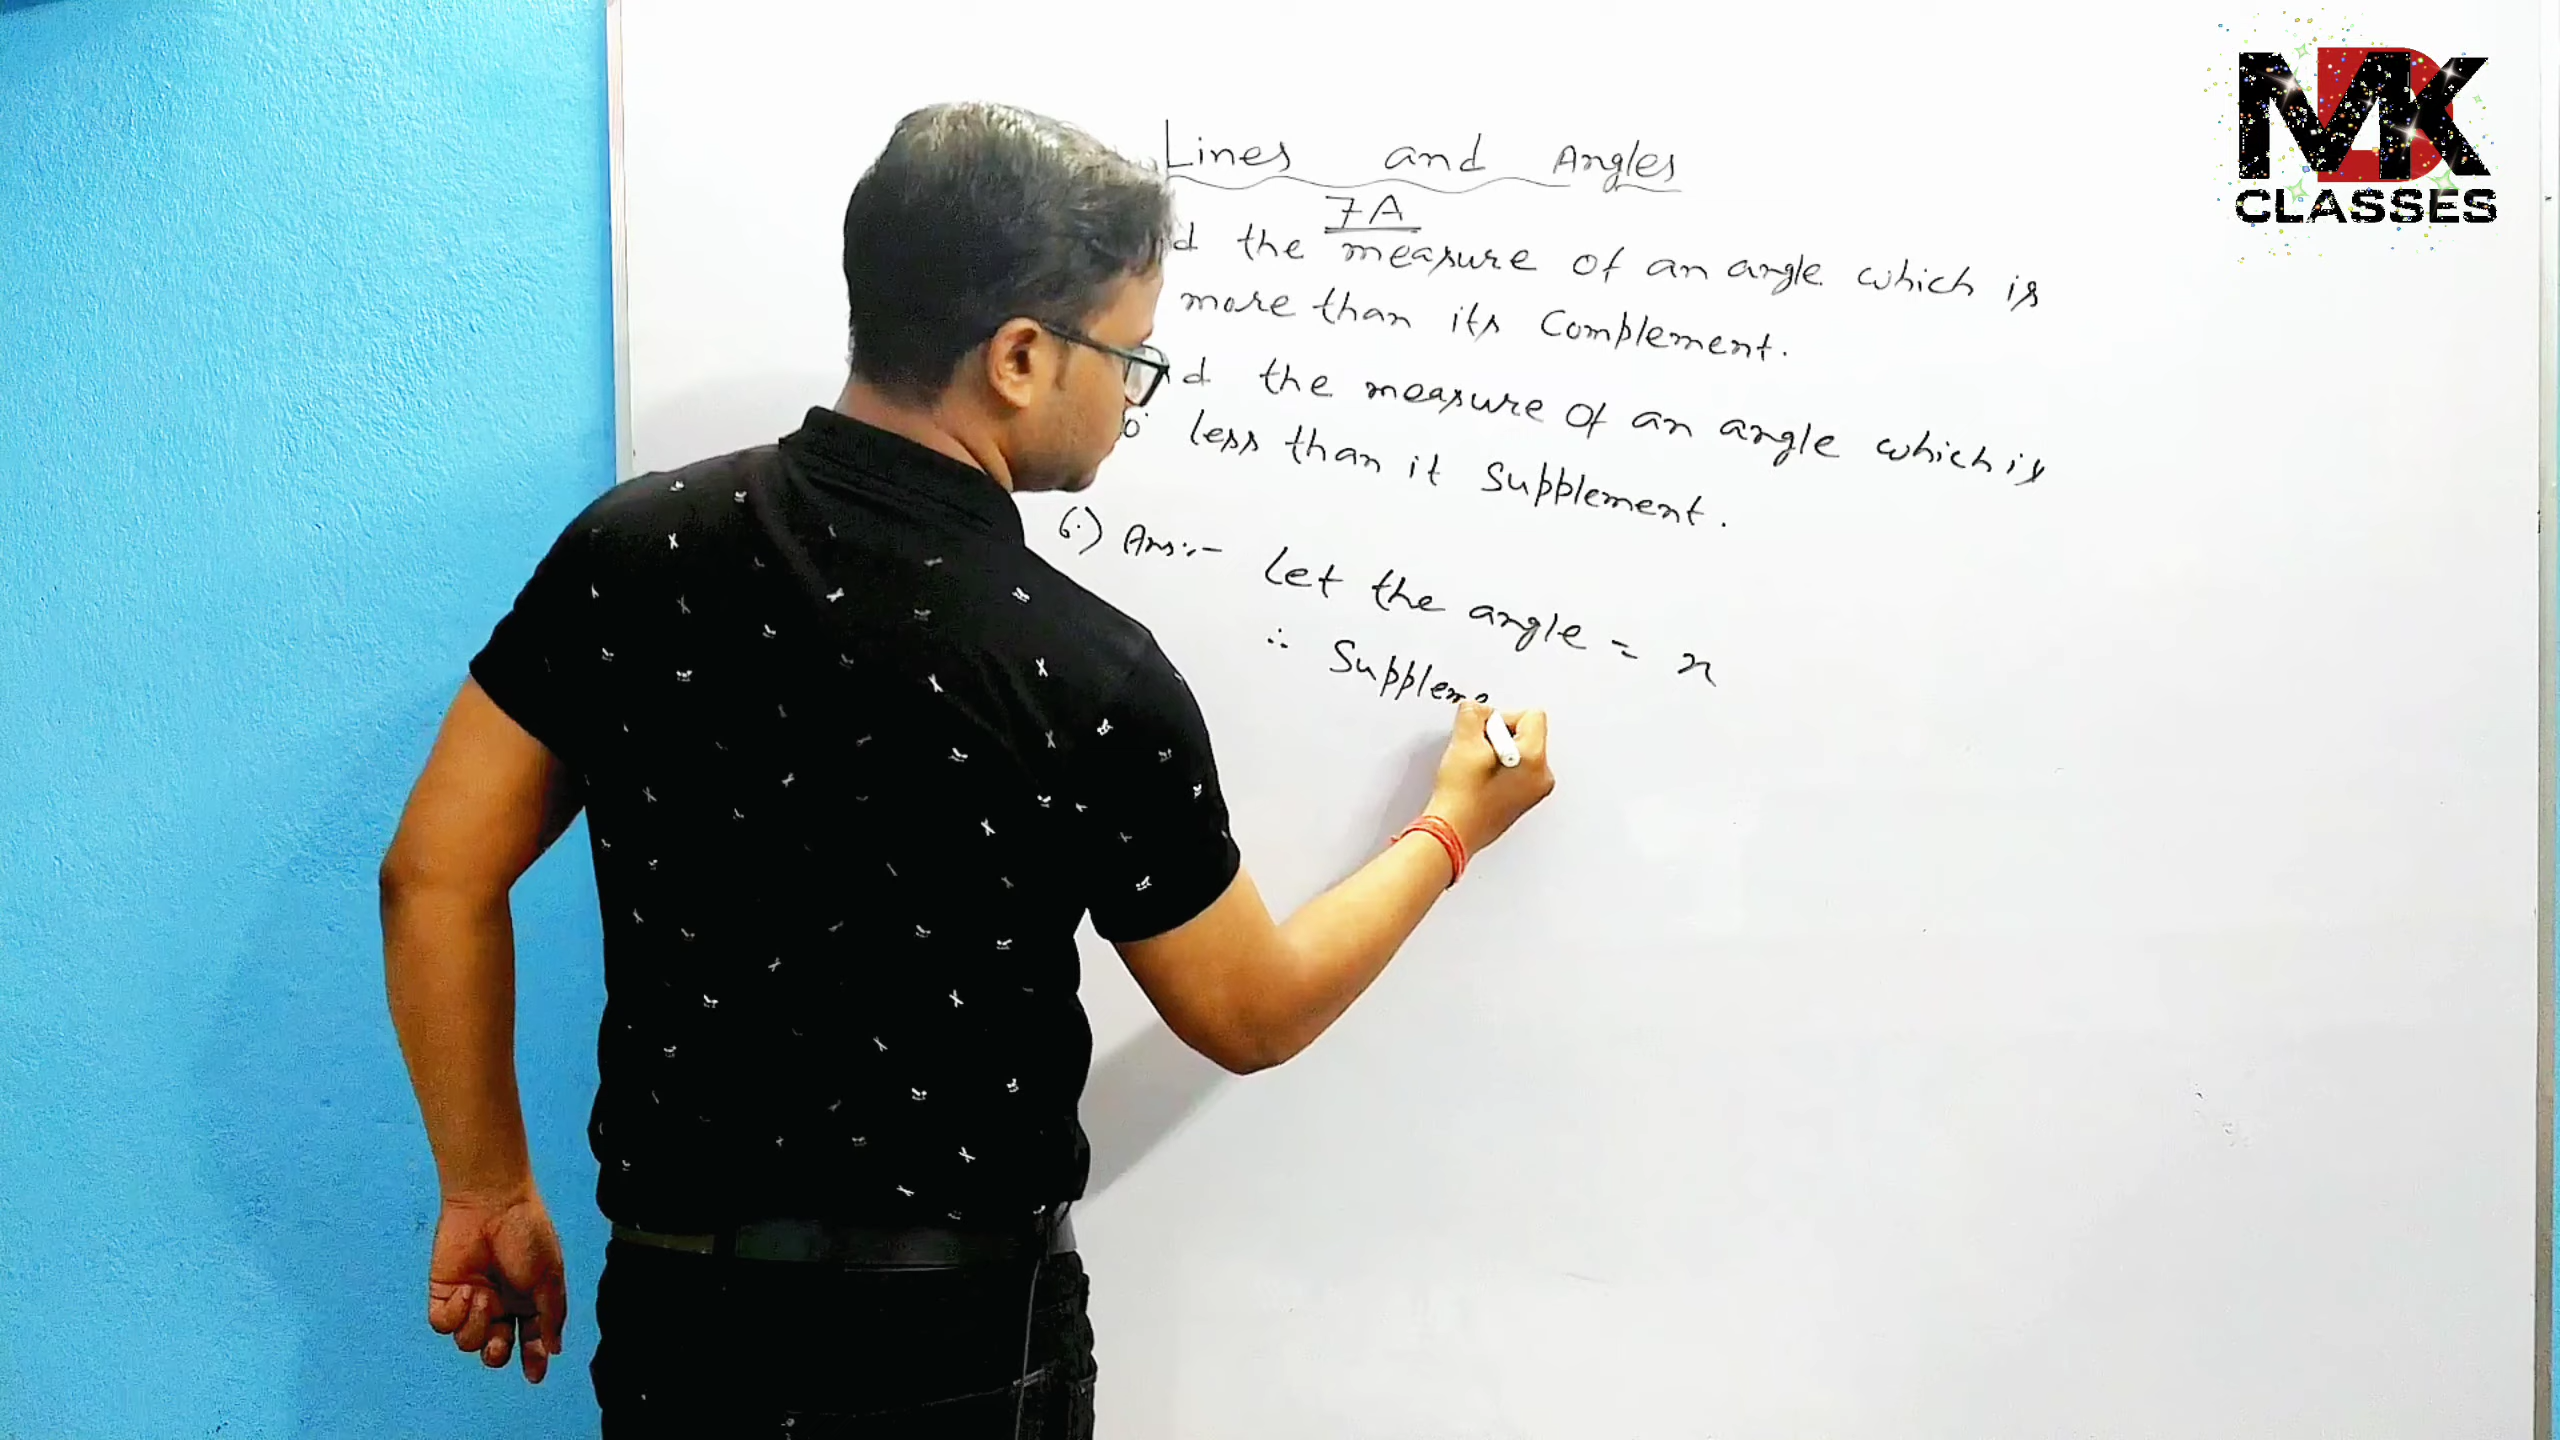 MDK
CLASSES
Lines and Angles
7A
the measure of an angle which is
more than its Complement.
the measure of an angle which is
less than it Supplement.
6.) Ans:- Let the angle = x
∴ Supplem